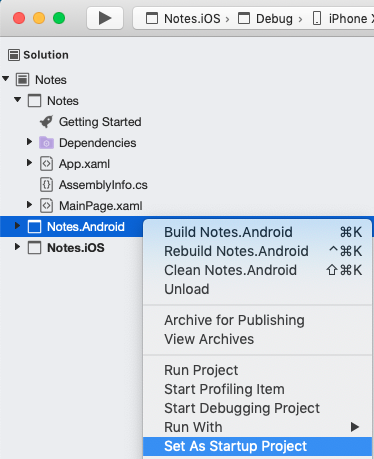 Notes.iOS > Debug > iPhone X
Solution
Notes
Notes
Getting Started
Dependencies
App.xaml
AssemblyInfo.cs
MainPage.xaml
Notes.Android
Notes.iOS
Build Notes.Android ⌘K
Rebuild Notes.Android ^⌘K
Clean Notes.Android ⇧⌘K
Unload
Archive for Publishing
View Archives
Run Project
Start Profiling Item
Start Debugging Project
Run With
Set As Startup Project